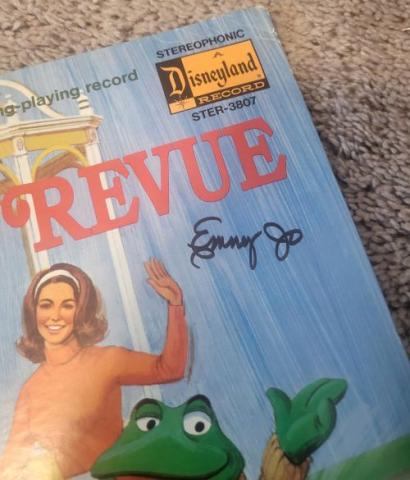 STEREOPHONIC
A
Disneyland
RECORD
STER-3807
ng-playing record
REVUE
Emmy Jo